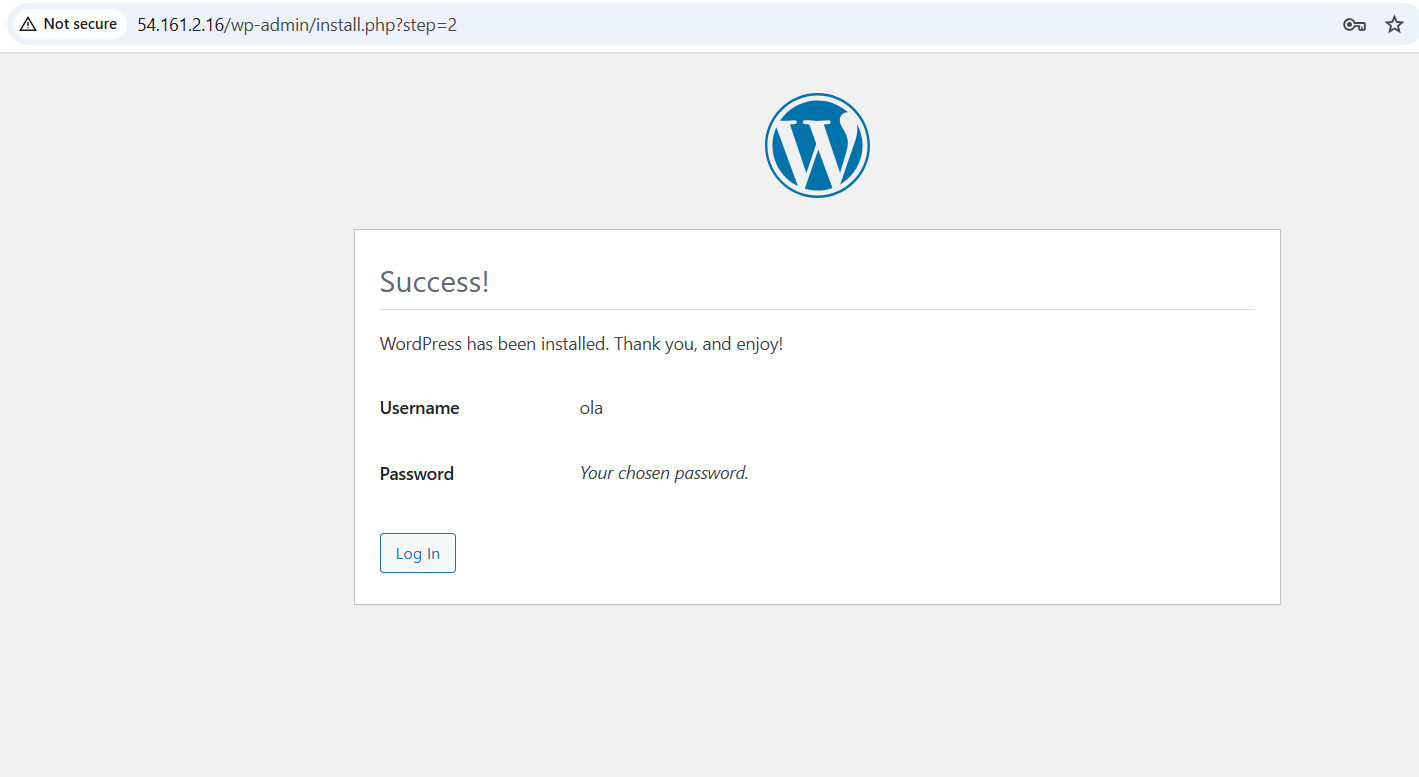 Not secure 54.161.2.16/wp-admin/install.php?step=2
Success!
WordPress has been installed. Thank you, and enjoy!
Username ola
Password Your chosen password.
Log In